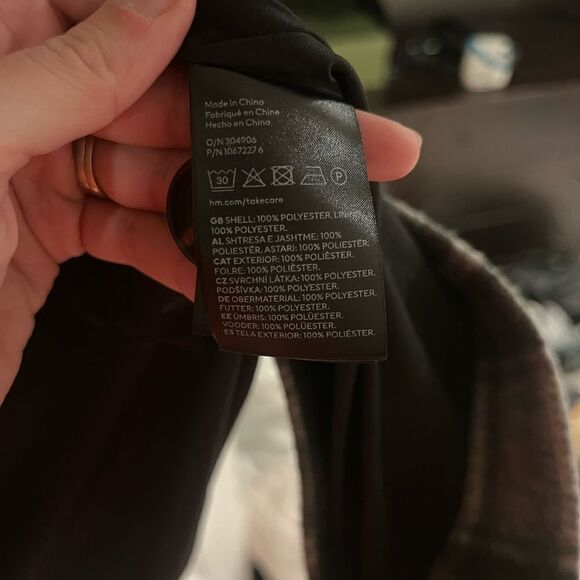 Made in China
Fabriqué en Chine
Hecho en China
O/N 304906
P/N 1067227 6
30 P
hm.com/takecare
GB SHELL: 100% POLYESTER. LINI
100% POLYESTER.
AL SHTRESA E JASHTME: 100%
POLIESTËR. ASTARI: 100% POLIESTËR.
CAT EXTERIOR: 100% POLIÈSTER.
FOLRE: 100% POLIÈSTER.
CZ SVRCHNÍ LÁTKA: 100% POLYESTER.
PODŠÍVKA: 100% POLYESTER.
DE OBERMATERIAL: 100% POLYESTER.
FUTTER: 100% POLYESTER.
EE ÜMBRIS: 100% POLÜESTER.
VOODER: 100% POLÜESTER.
ES TELA EXTERIOR: 100% POLIÉSTER.